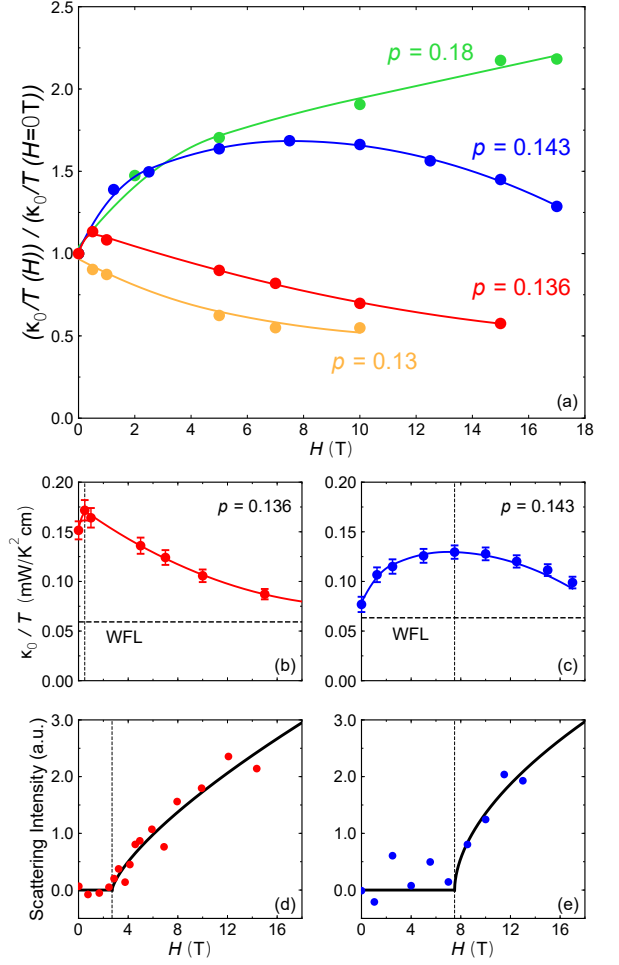 2.5
2.0
1.5
1.0
0.5
0.0
(κ₀/T (H)) / (κ₀/T (H=0T))
p = 0.18
p = 0.143
p = 0.136
p = 0.13
(a)
0 2 4 6 8 10 12 14 16 18
H (T)
0.20
0.15
0.10
0.05
0.00
κ₀ / T (mW/K² cm)
p = 0.136
WFL
(b)
0.20
0.15
0.10
0.05
0.00
p = 0.143
WFL
(c)
3.0
2.0
1.0
0.0
Scattering Intensity (a.u.)
(d)
0 4 8 12 16
H (T)
3.0
2.0
1.0
0.0
(e)
0 4 8 12 16
H (T)